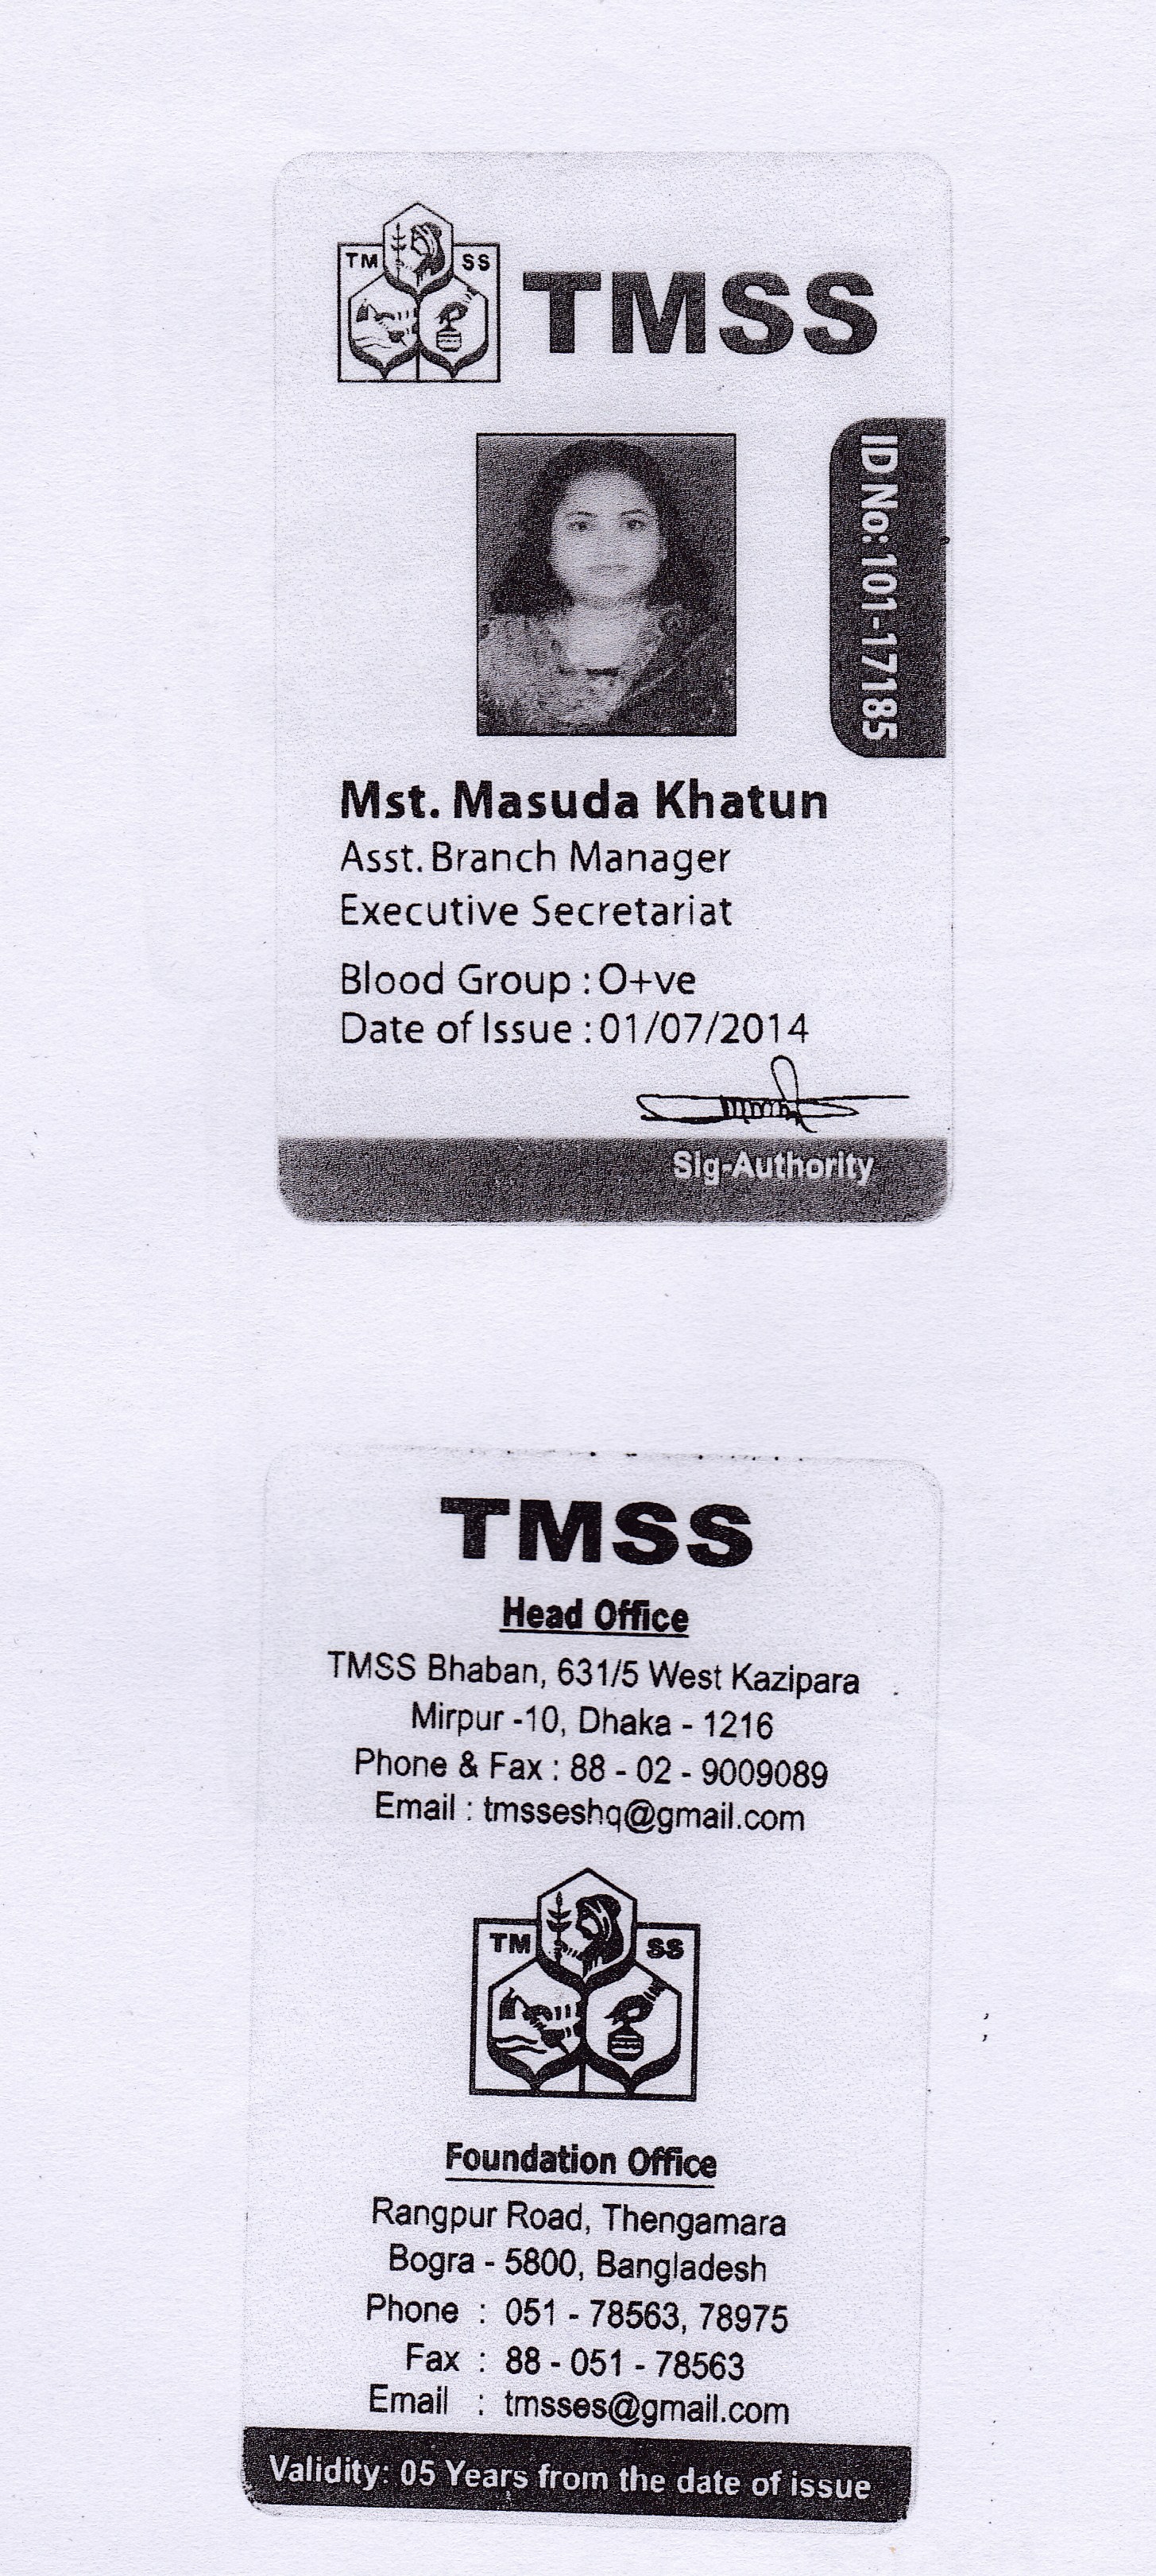 TM SS
TMSS
ID No: 101-17185
Mst. Masuda Khatun
Asst. Branch Manager
Executive Secretariat
Blood Group : O+ve
Date of Issue : 01/07/2014
Sig-Authority
TMSS
Head Office
TMSS Bhaban, 631/5 West Kazipara
Mirpur -10, Dhaka - 1216
Phone & Fax : 88 - 02 - 9009089
Email : tmsseshq@gmail.com
TM SS
Foundation Office
Rangpur Road, Thengamara
Bogra - 5800, Bangladesh
Phone : 051 - 78563, 78975
Fax : 88 - 051 - 78563
Email : tmsses@gmail.com
Validity: 05 Years from the date of issue